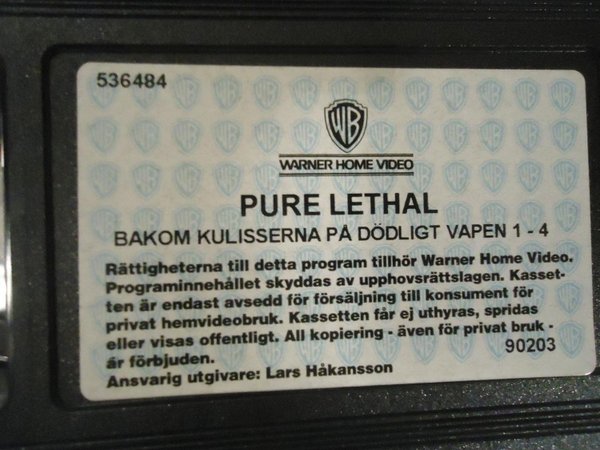 536484
WB
WARNER HOME VIDEO
PURE LETHAL
BAKOM KULISSERNA PÅ DÖDLIGT VAPEN 1 - 4
Rättigheterna till detta program tillhör Warner Home Video.
Programinnehållet skyddas av upphovsrättslagen. Kasset-
ten är endast avsedd för försäljning till konsument för
privat hemvideobruk. Kassetten får ej uthyras, spridas
eller visas offentligt. All kopiering - även för privat bruk -
är förbjuden.
90203
Ansvarig utgivare: Lars Håkansson